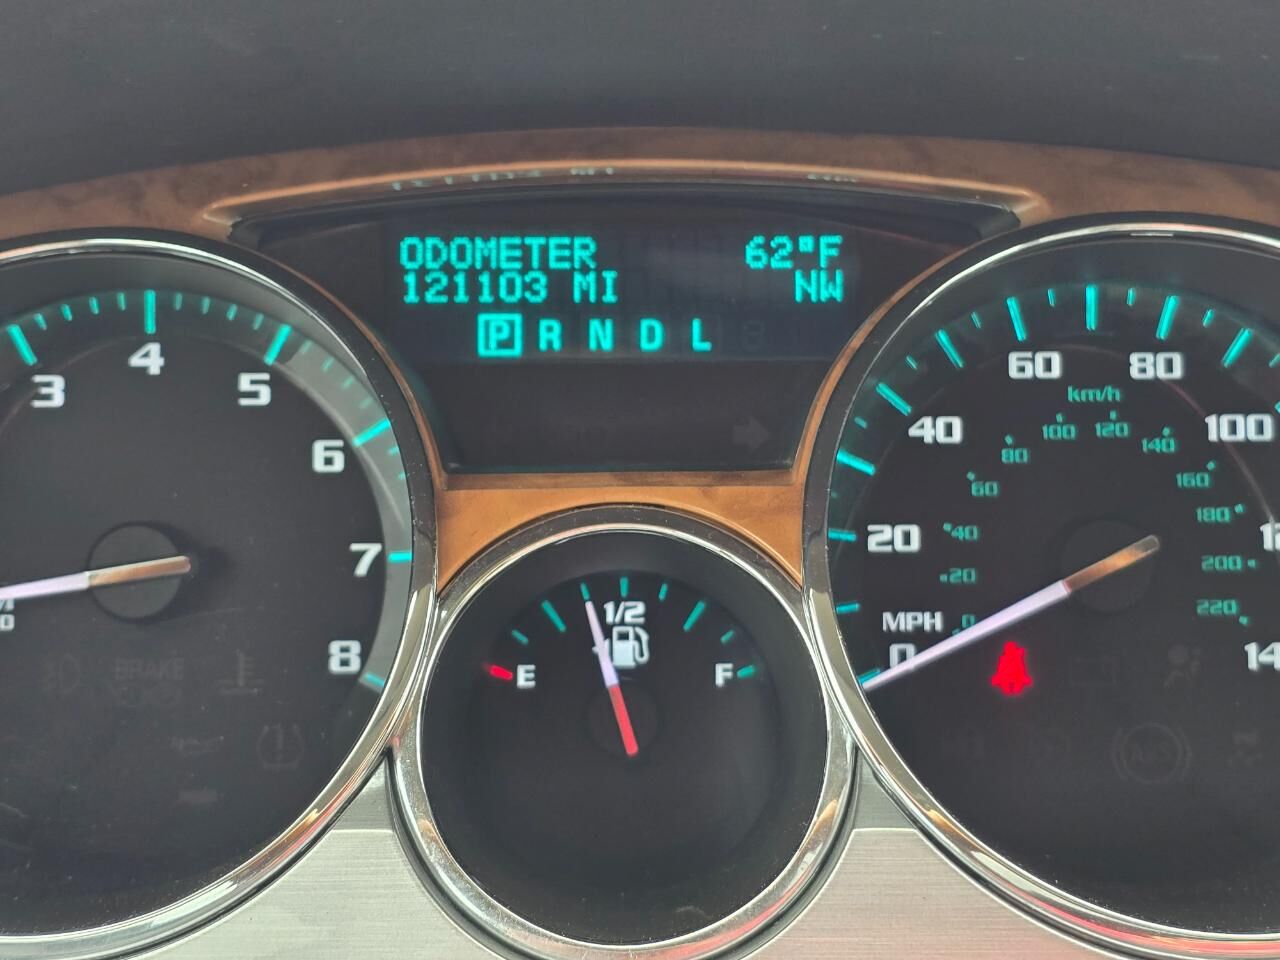 ODOMETER 62°F
121103 MI NW
P R N D L
3 4 5 6 7 8
BRAKE
1/2
E F
0 20 40 60 80 100
MPH
km/h
0 20 40 60 80 100 120 140 160 180 200 220
ABS